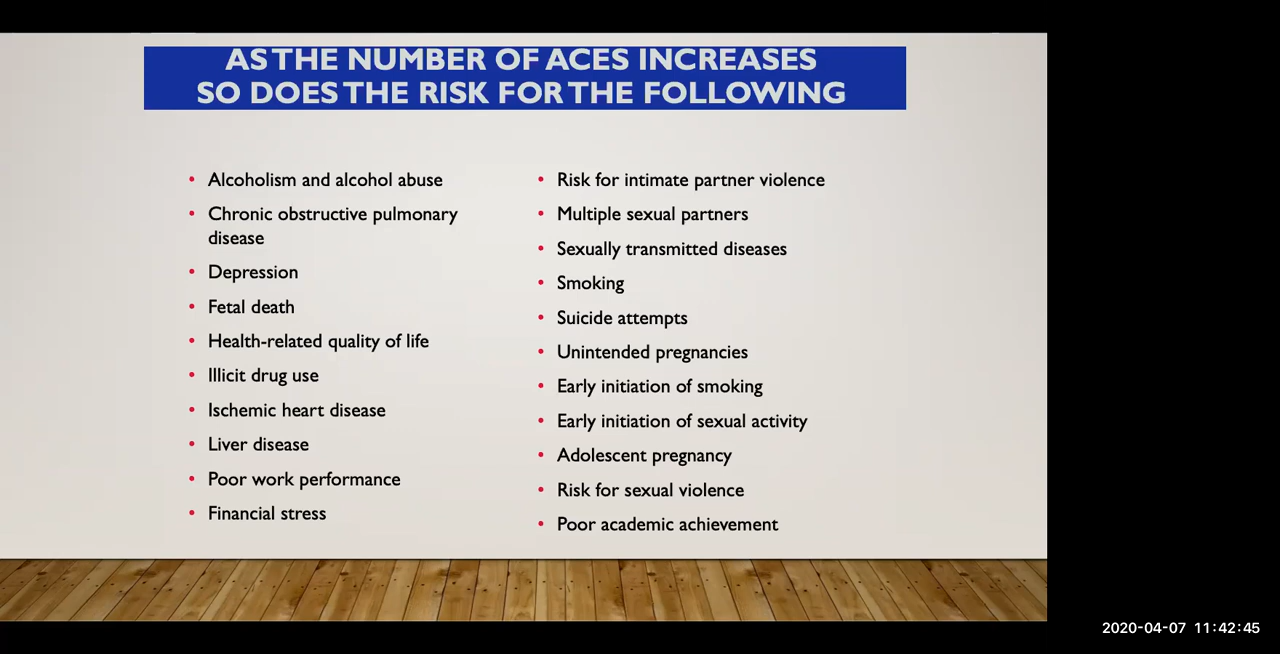 AS THE NUMBER OF ACES INCREASES
SO DOES THE RISK FOR THE FOLLOWING
• Alcoholism and alcohol abuse
• Chronic obstructive pulmonary
disease
• Depression
• Fetal death
• Health-related quality of life
• Illicit drug use
• Ischemic heart disease
• Liver disease
• Poor work performance
• Financial stress
• Risk for intimate partner violence
• Multiple sexual partners
• Sexually transmitted diseases
• Smoking
• Suicide attempts
• Unintended pregnancies
• Early initiation of smoking
• Early initiation of sexual activity
• Adolescent pregnancy
• Risk for sexual violence
• Poor academic achievement
2020-04-07 11:42:45